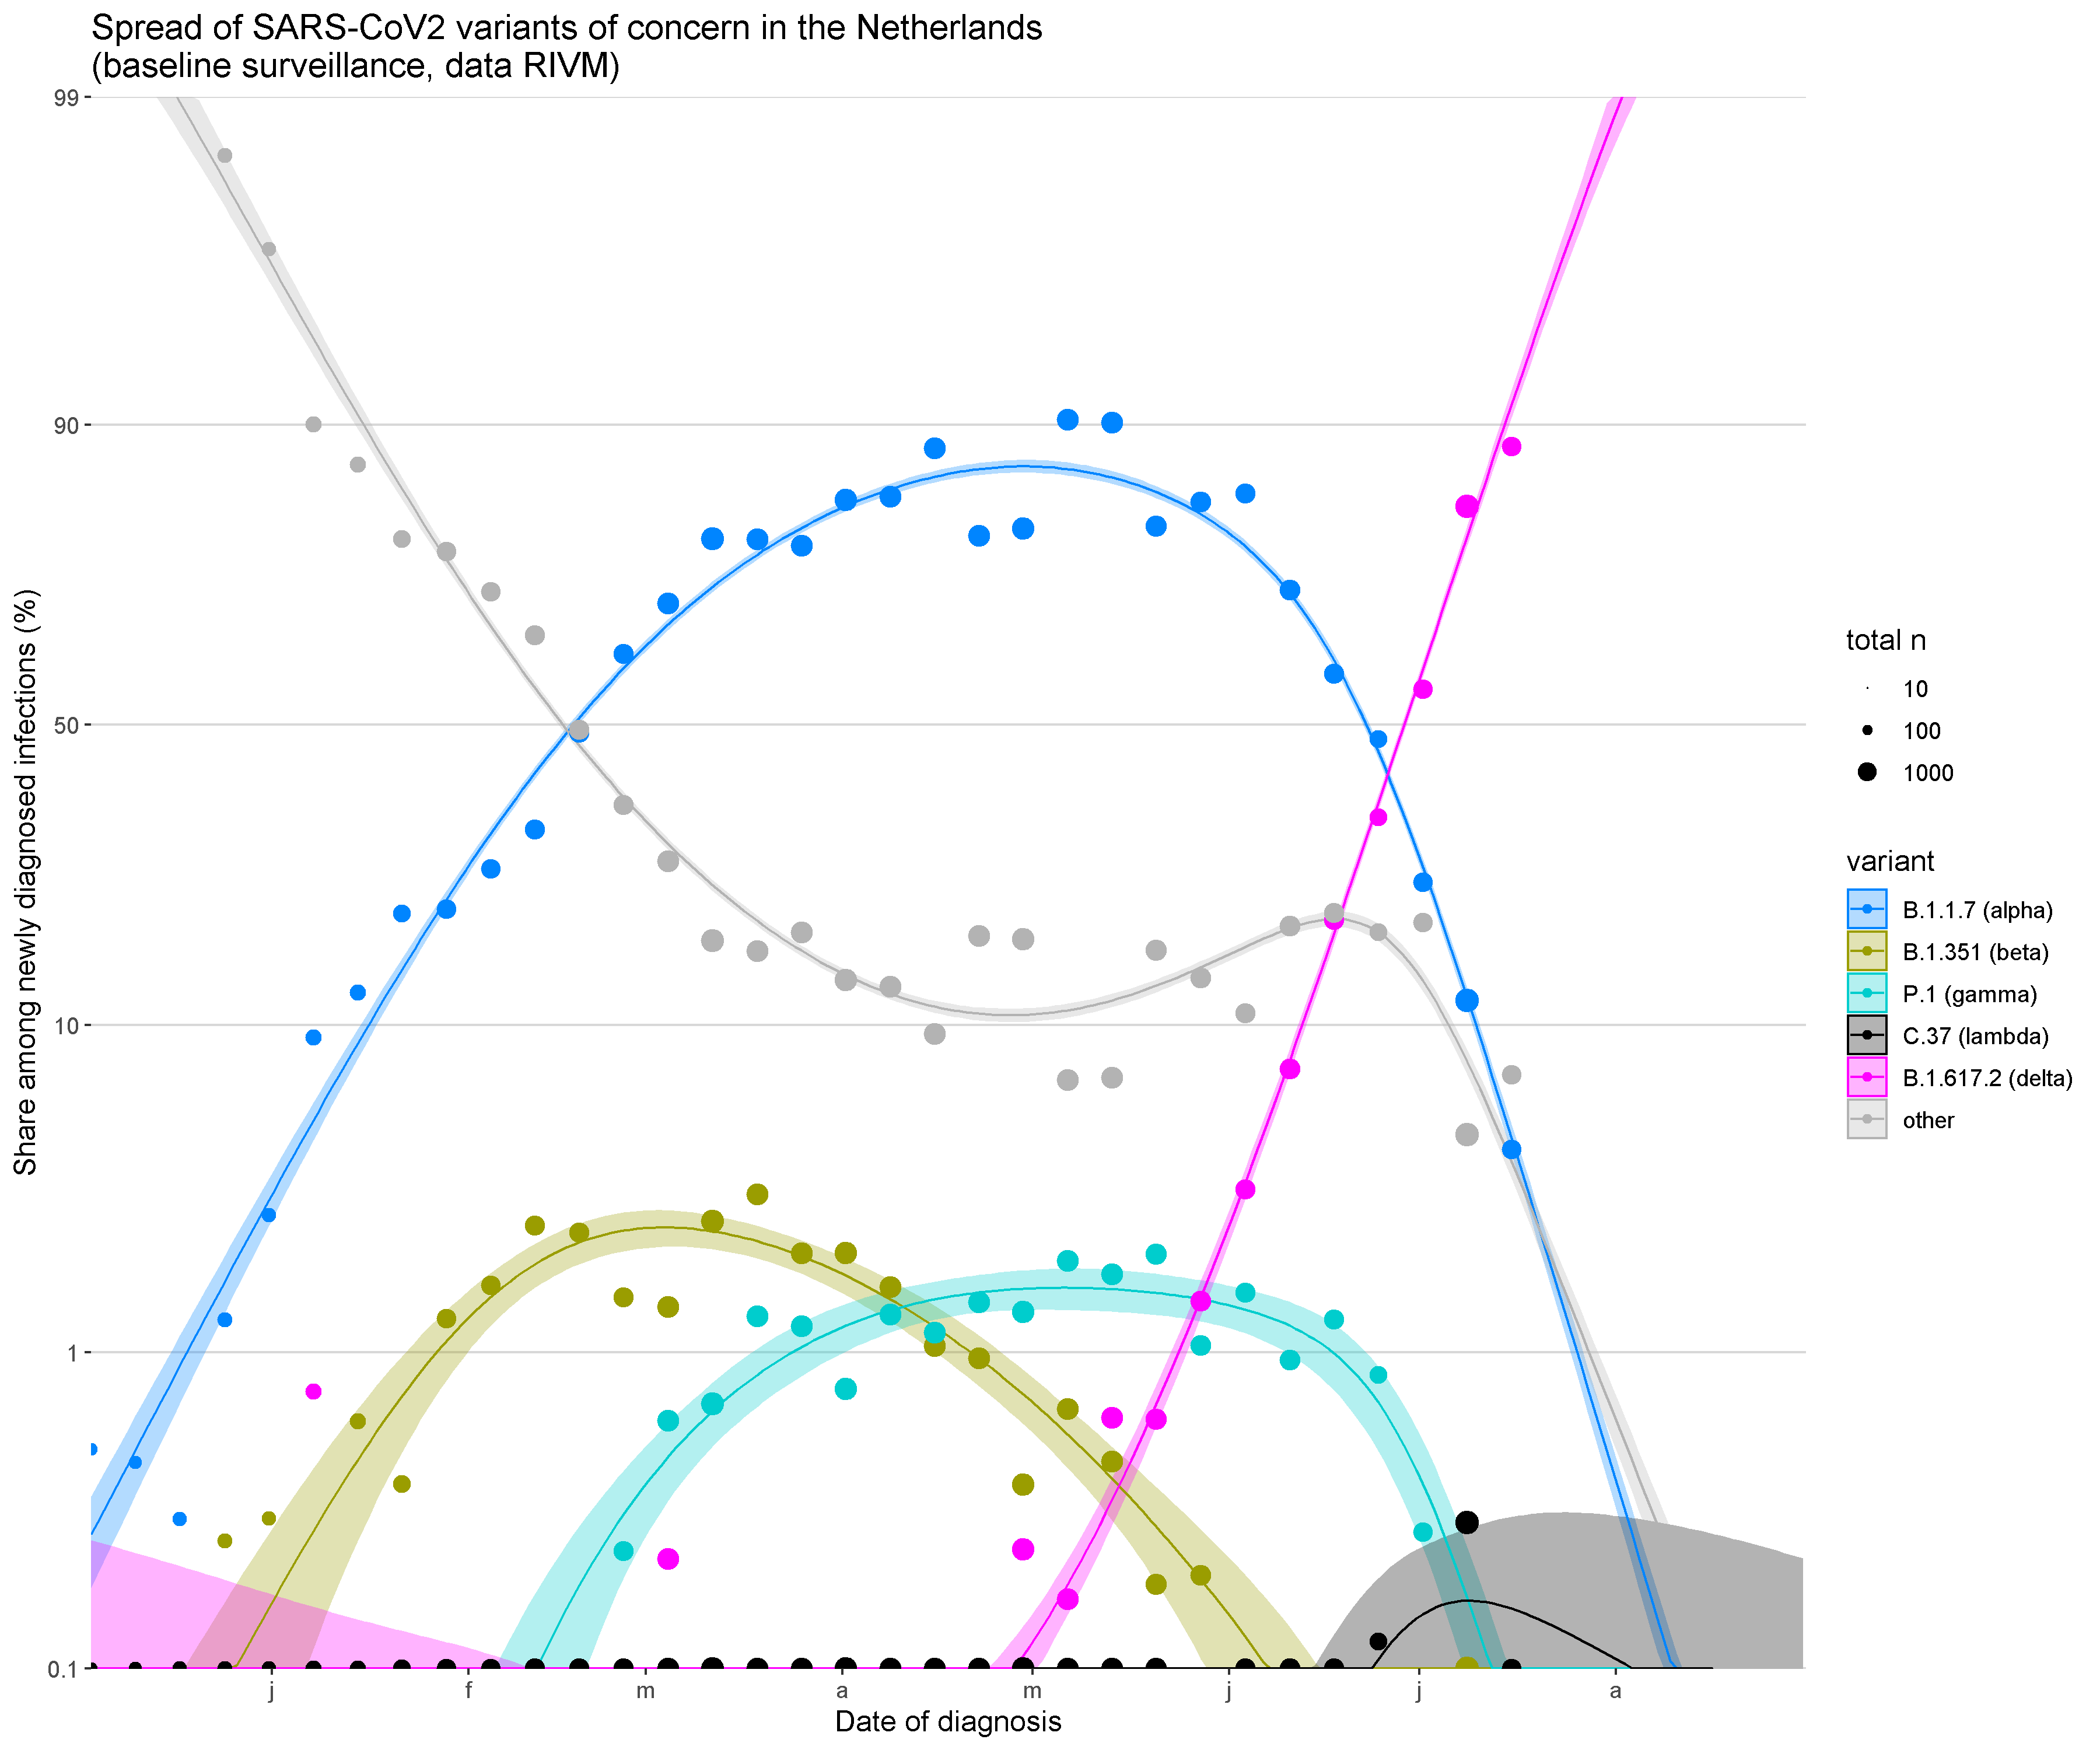 Spread of SARS-CoV2 variants of concern in the Netherlands
(baseline surveillance, data RIVM)
Share among newly diagnosed infections (%)
99
90
50
10
1
0.1
j
f
m
a
m
j
j
a
Date of diagnosis
total n
10
100
1000
variant
B.1.1.7 (alpha)
B.1.351 (beta)
P.1 (gamma)
C.37 (lambda)
B.1.617.2 (delta)
other